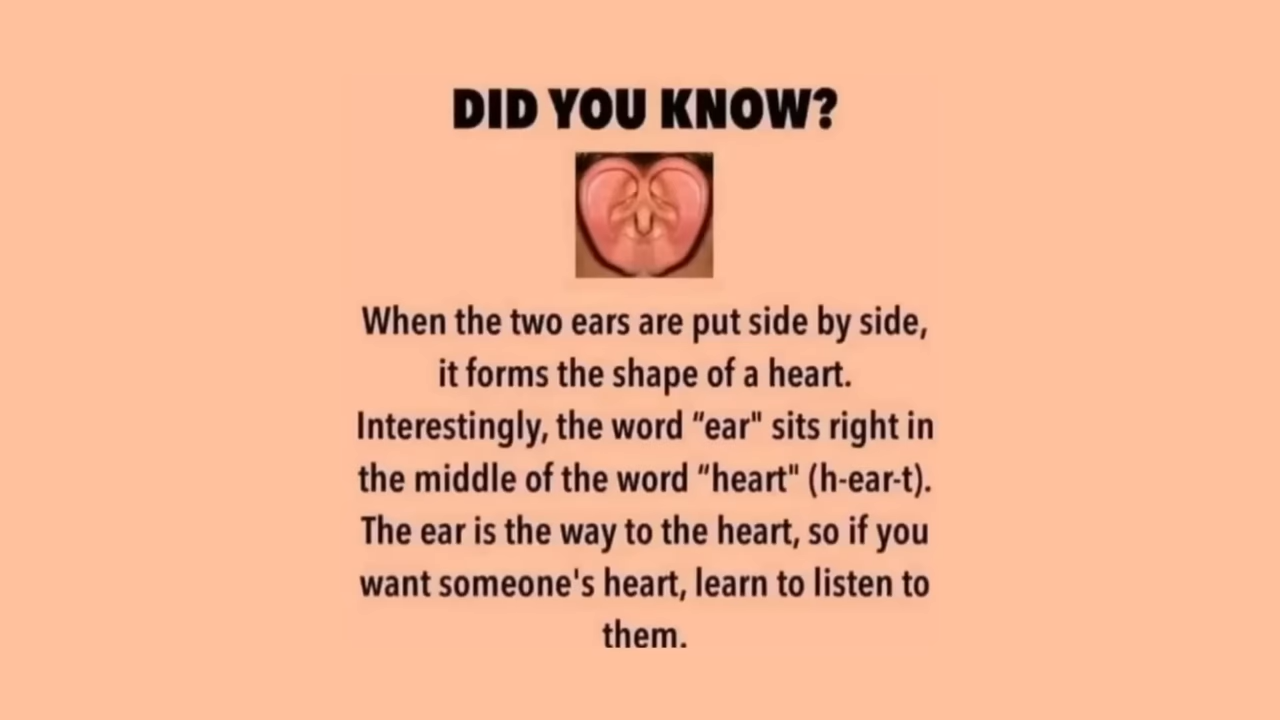 DID YOU KNOW?
When the two ears are put side by side,
it forms the shape of a heart.
Interestingly, the word “ear" sits right in
the middle of the word “heart" (h-ear-t).
The ear is the way to the heart, so if you
want someone's heart, learn to listen to
them.